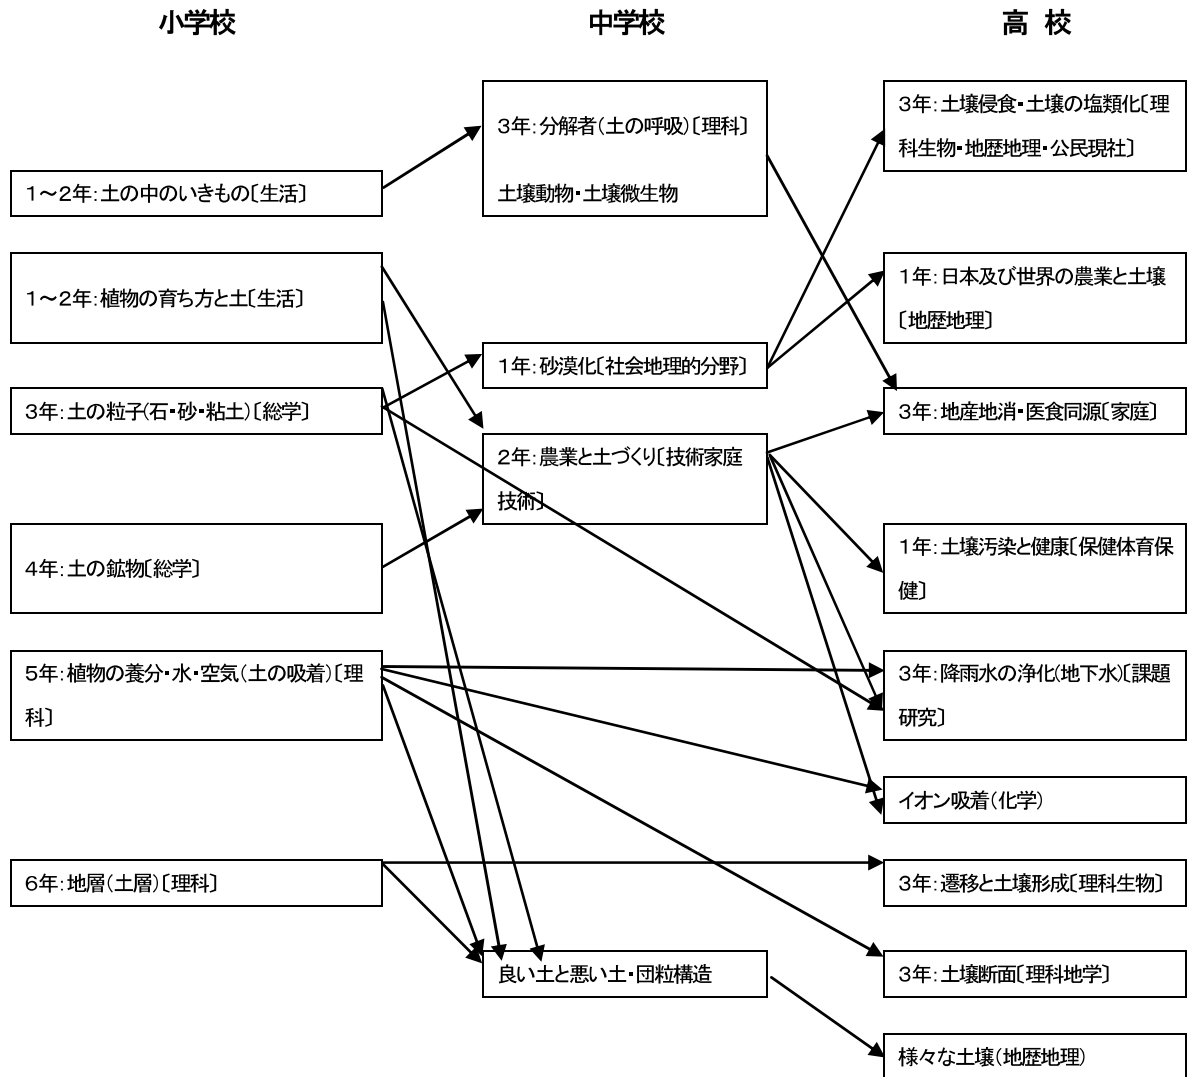 小学校
中学校
高 校
1～2年：土の中のいきもの〔生活〕
1～2年：植物の育ち方と土〔生活〕
3年：土の粒子(石・砂・粘土)〔総学〕
4年：土の鉱物〔総学〕
5年：植物の養分・水・空気(土の吸着)〔理
科〕
6年：地層(土層)〔理科〕
3年：分解者(土の呼吸)〔理科〕
土壌動物・土壌微生物
1年：砂漠化〔社会地理的分野〕
2年：農業と土づくり〔技術家庭
技術〕
良い土と悪い土・団粒構造
3年：土壌侵食・土壌の塩類化〔理
科生物・地歴地理・公民現社〕
1年：日本及び世界の農業と土壌
〔地歴地理〕
3年：地産地消・医食同源〔家庭〕
1年：土壌汚染と健康〔保健体育保
健〕
3年：降雨水の浄化(地下水)〔課題
研究〕
イオン吸着(化学)
3年：遷移と土壌形成〔理科生物〕
3年：土壌断面〔理科地学〕
様々な土壌(地歴地理)